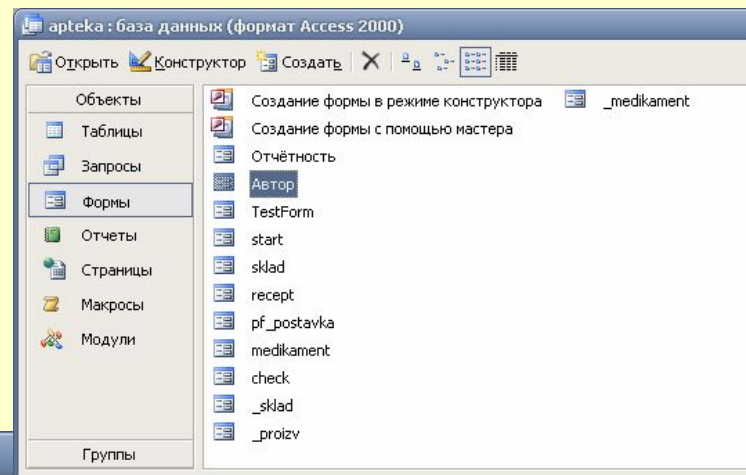 apteka : база данных (формат Access 2000)
Открыть Конструктор Создать
Объекты
Таблицы
Запросы
Формы
Отчеты
Страницы
Макросы
Модули
Группы
Создание формы в режиме конструктора
Создание формы с помощью мастера
Отчётность
Автор
TestForm
start
sklad
recept
pf_postavka
medikament
check
_sklad
_proizv
_medikament